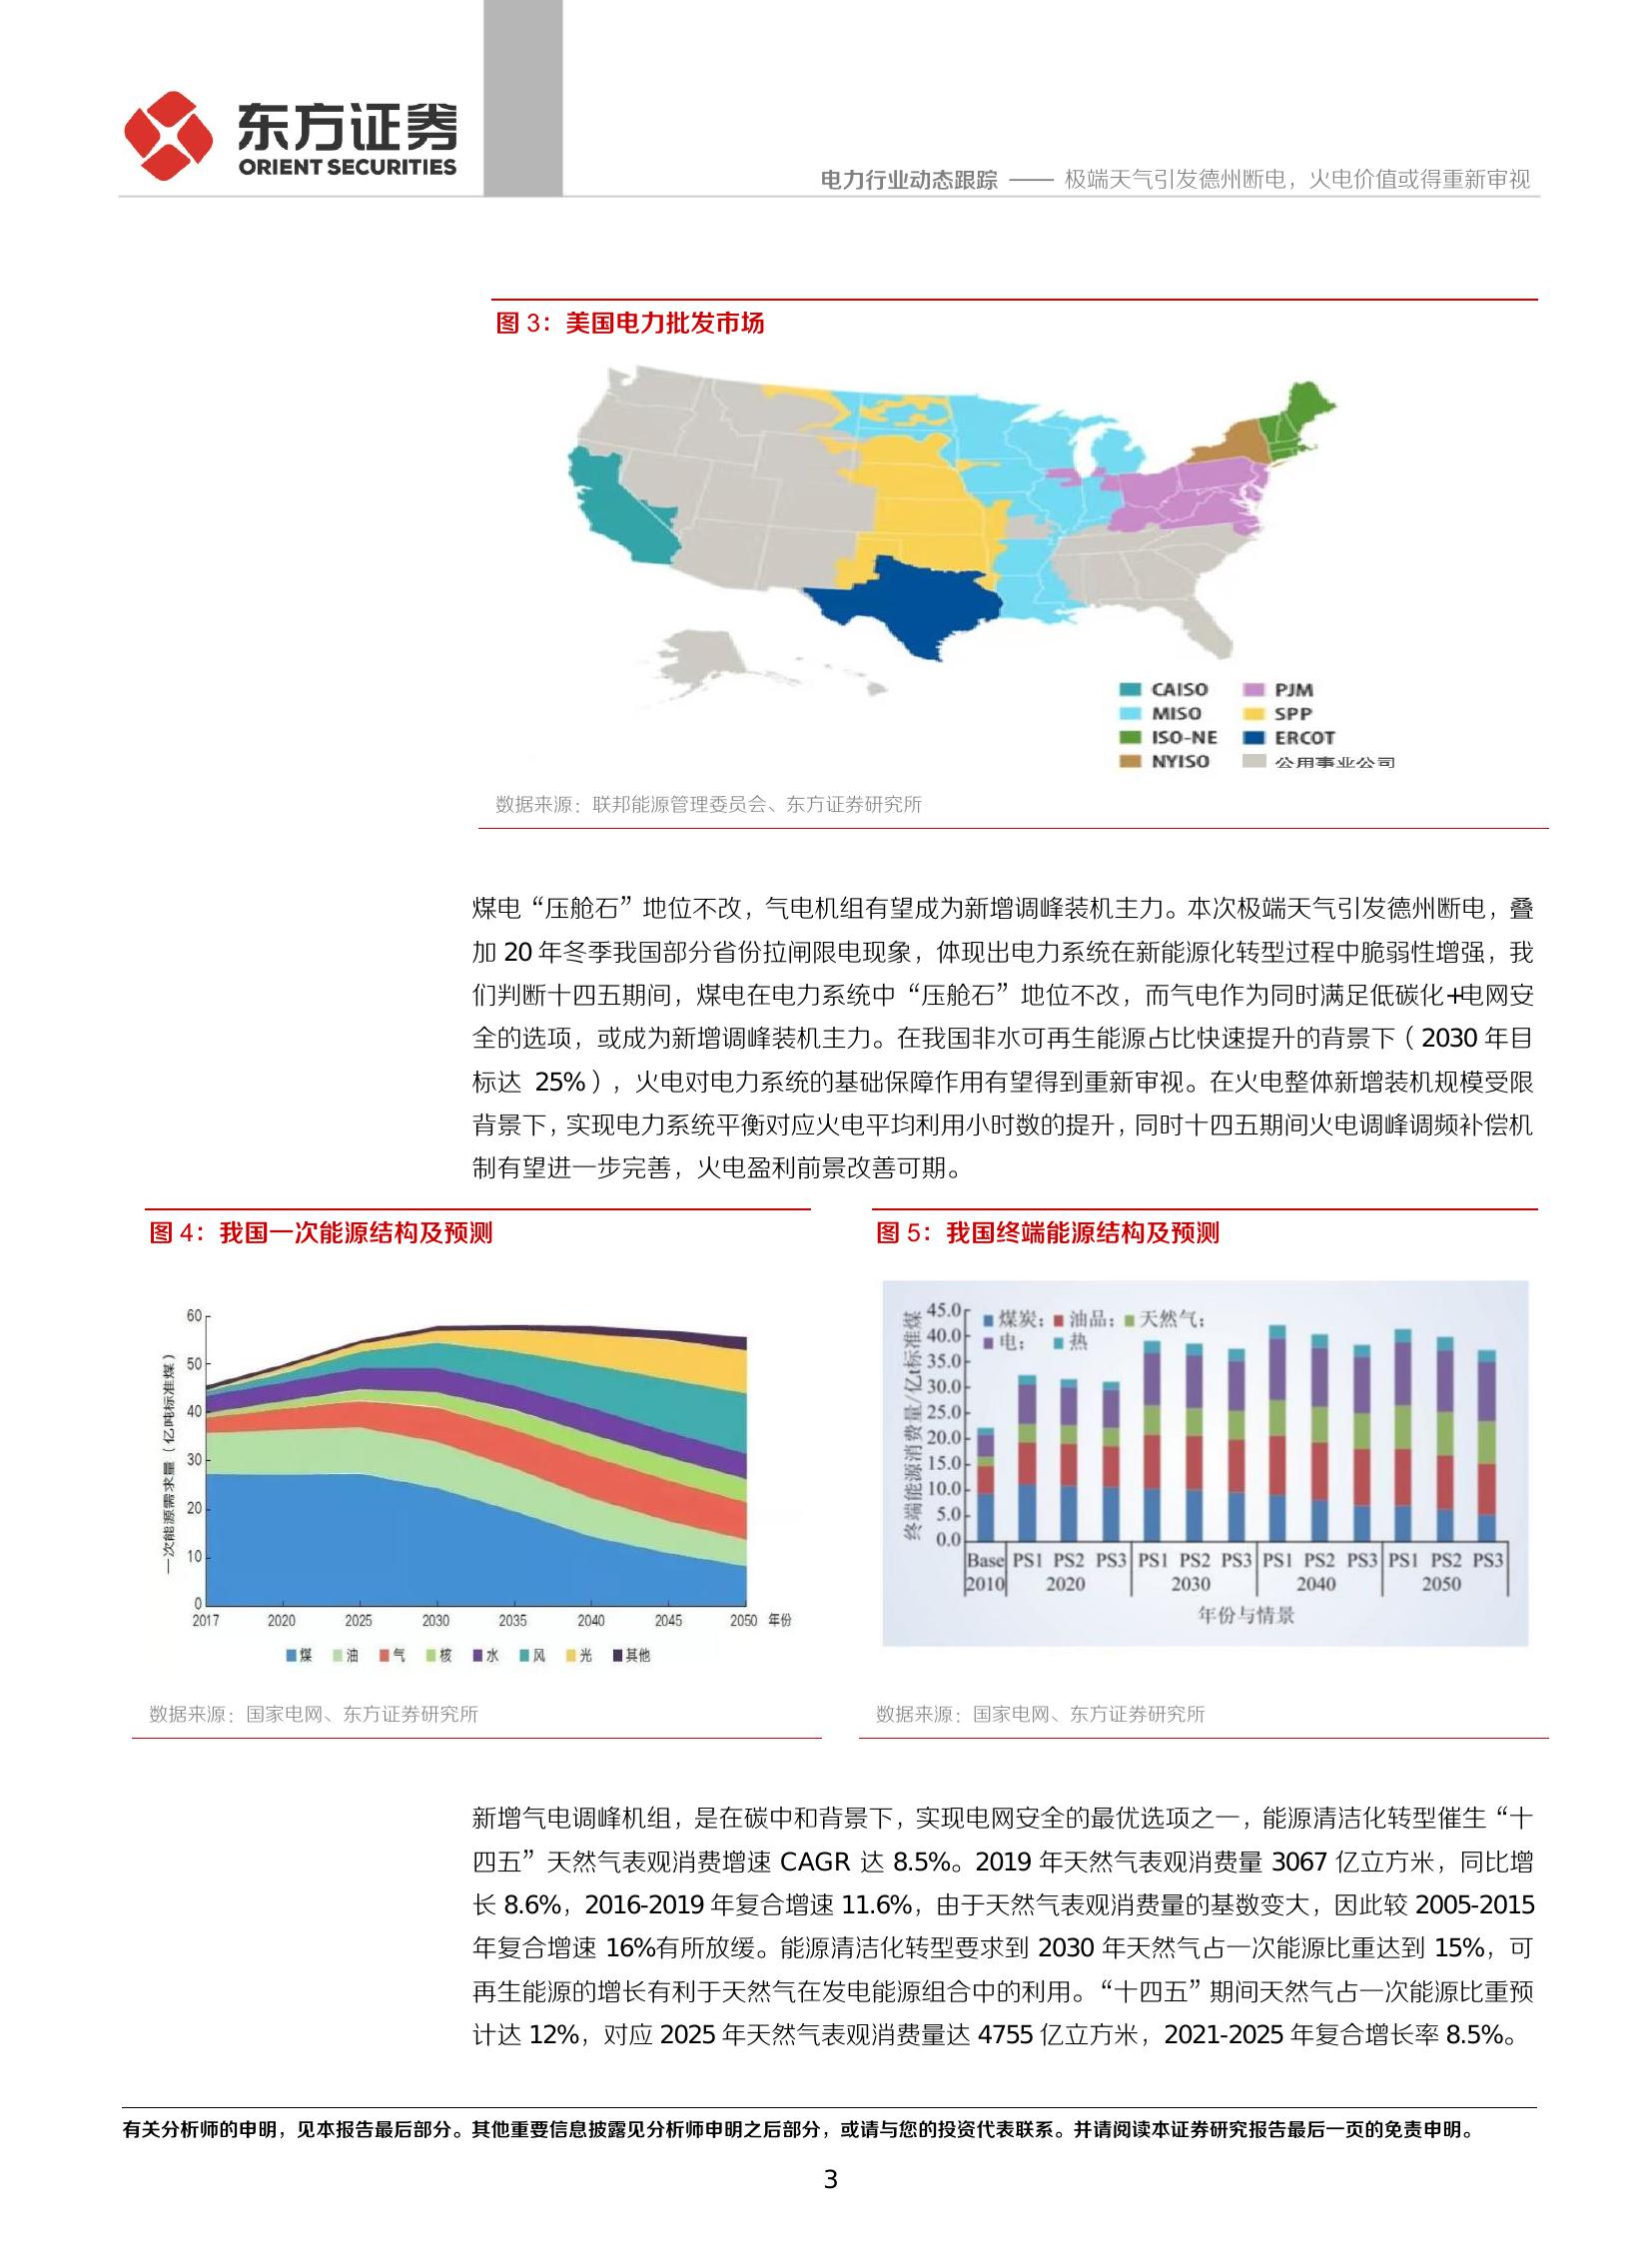 东方证券
ORIENT SECURITIES
电力行业动态跟踪 —— 极端天气引发德州断电，火电价值或得重新审视
图 3：美国电力批发市场
CAISO PJM
MISO SPP
ISO-NE ERCOT
NYISO 公用事业公司
数据来源：联邦能源管理委员会、东方证券研究所
煤电“压舱石”地位不改，气电机组有望成为新增调峰装机主力。本次极端天气引发德州断电，叠
加 20 年冬季我国部分省份拉闸限电现象，体现出电力系统在新能源化转型过程中脆弱性增强，我
们判断十四五期间，煤电在电力系统中“压舱石”地位不改，而气电作为同时满足低碳化+电网安
全的选项，或成为新增调峰装机主力。在我国非水可再生能源占比快速提升的背景下（2030 年目
标达 25%），火电对电力系统的基础保障作用有望得到重新审视。在火电整体新增装机规模受限
背景下，实现电力系统平衡对应火电平均利用小时数的提升，同时十四五期间火电调峰调频补偿机
制有望进一步完善，火电盈利前景改善可期。
图 4：我国一次能源结构及预测
一次能源需求量（亿吨标准煤）
60
50
40
30
20
10
0
2017 2020 2025 2030 2035 2040 2045 2050 年份
煤 油 气 核 水 风 光 其他
数据来源：国家电网、东方证券研究所
图 5：我国终端能源结构及预测
终端能源消费量/亿t标准煤
45.0
40.0
35.0
30.0
25.0
20.0
15.0
10.0
5.0
0.0
煤炭； 油品； 天然气；
电； 热
Base PS1 PS2 PS3 PS1 PS2 PS3 PS1 PS2 PS3 PS1 PS2 PS3
2010 2020 2030 2040 2050
年份与情景
数据来源：国家电网、东方证券研究所
新增气电调峰机组，是在碳中和背景下，实现电网安全的最优选项之一，能源清洁化转型催生“十
四五”天然气表观消费增速 CAGR 达 8.5%。2019 年天然气表观消费量 3067 亿立方米，同比增
长 8.6%，2016-2019 年复合增速 11.6%，由于天然气表观消费量的基数变大，因此较 2005-2015
年复合增速 16%有所放缓。能源清洁化转型要求到 2030 年天然气占一次能源比重达到 15%，可
再生能源的增长有利于天然气在发电能源组合中的利用。“十四五”期间天然气占一次能源比重预
计达 12%，对应 2025 年天然气表观消费量达 4755 亿立方米，2021-2025 年复合增长率 8.5%。
有关分析师的申明，见本报告最后部分。其他重要信息披露见分析师申明之后部分，或请与您的投资代表联系。并请阅读本证券研究报告最后一页的免责申明。
3